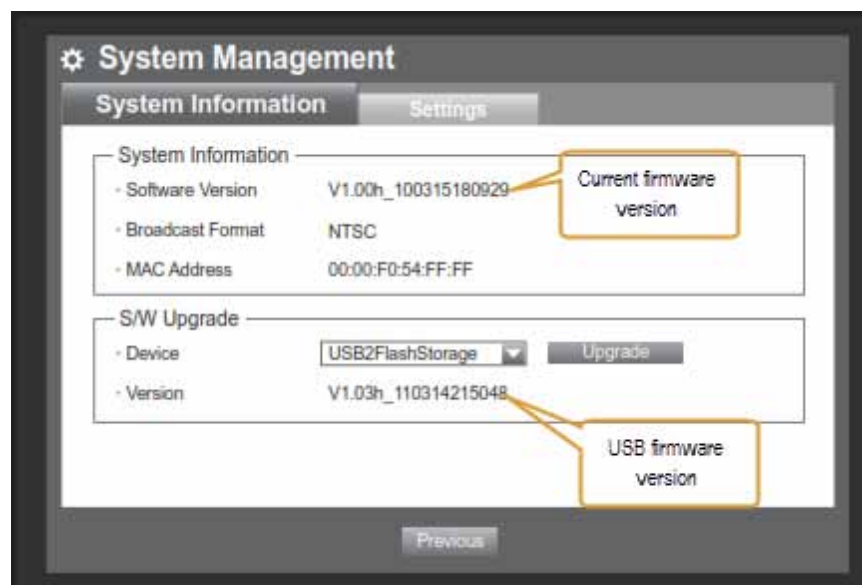 System Management
System Information Settings
System Information
· Software Version V1.00h_100315180929
Current firmware
version
· Broadcast Format NTSC
· MAC Address 00:00:F0:54:FF:FF
S/W Upgrade
· Device USB2FlashStorage Upgrade
· Version V1.03h_110314215048
USB firmware
version
Previous